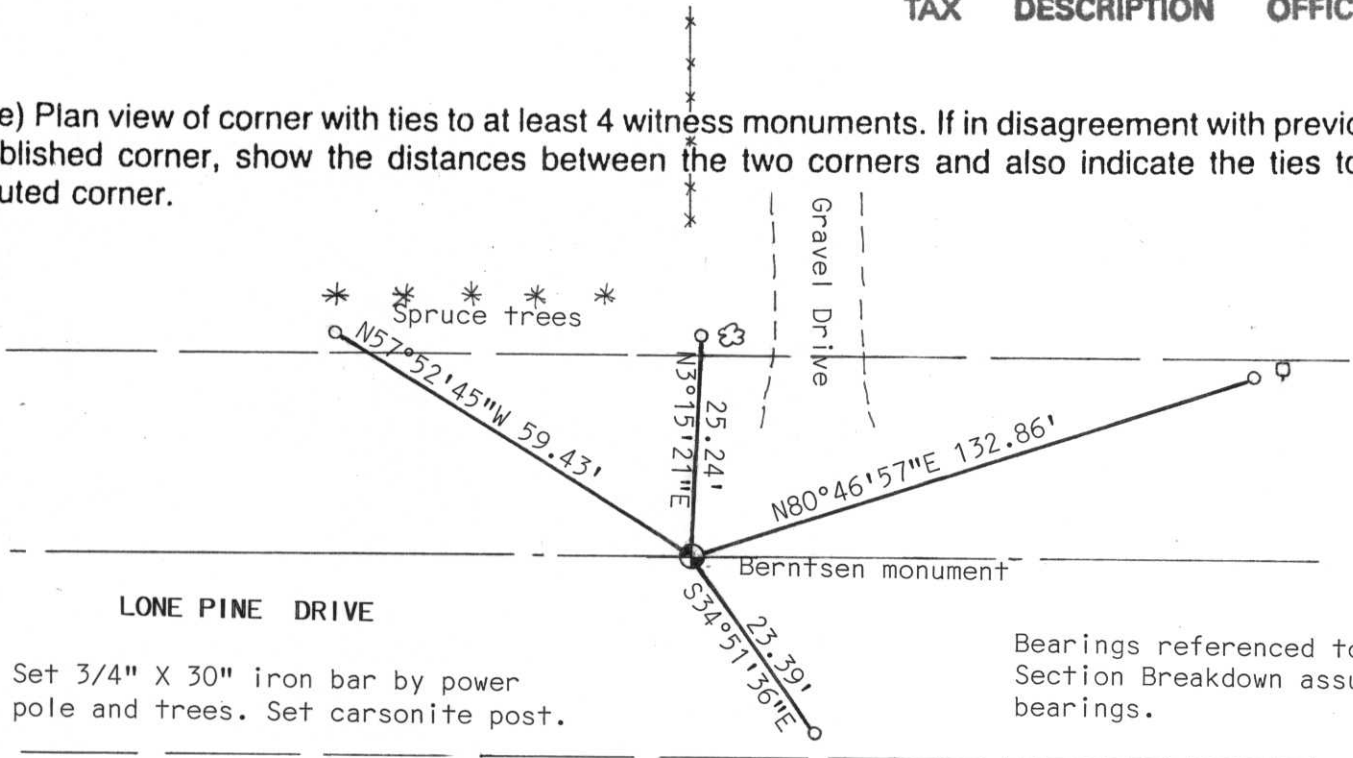 TAX DESCRIPTION OFFIC
e) Plan view of corner with ties to at least 4 witness monuments. If in disagreement with previo
blished corner, show the distances between the two corners and also indicate the ties to
uted corner.
Gravel Drive
Spruce trees
N57°52'45"W 59.43'
N3°15'21"E
25.24'
N80°46'57"E 132.86'
Berntsen monument
LONE PINE DRIVE
S34°51'36"E
23.39'
Set 3/4" X 30" iron bar by power
pole and trees. Set carsonite post.
Bearings referenced to
Section Breakdown assu
bearings.